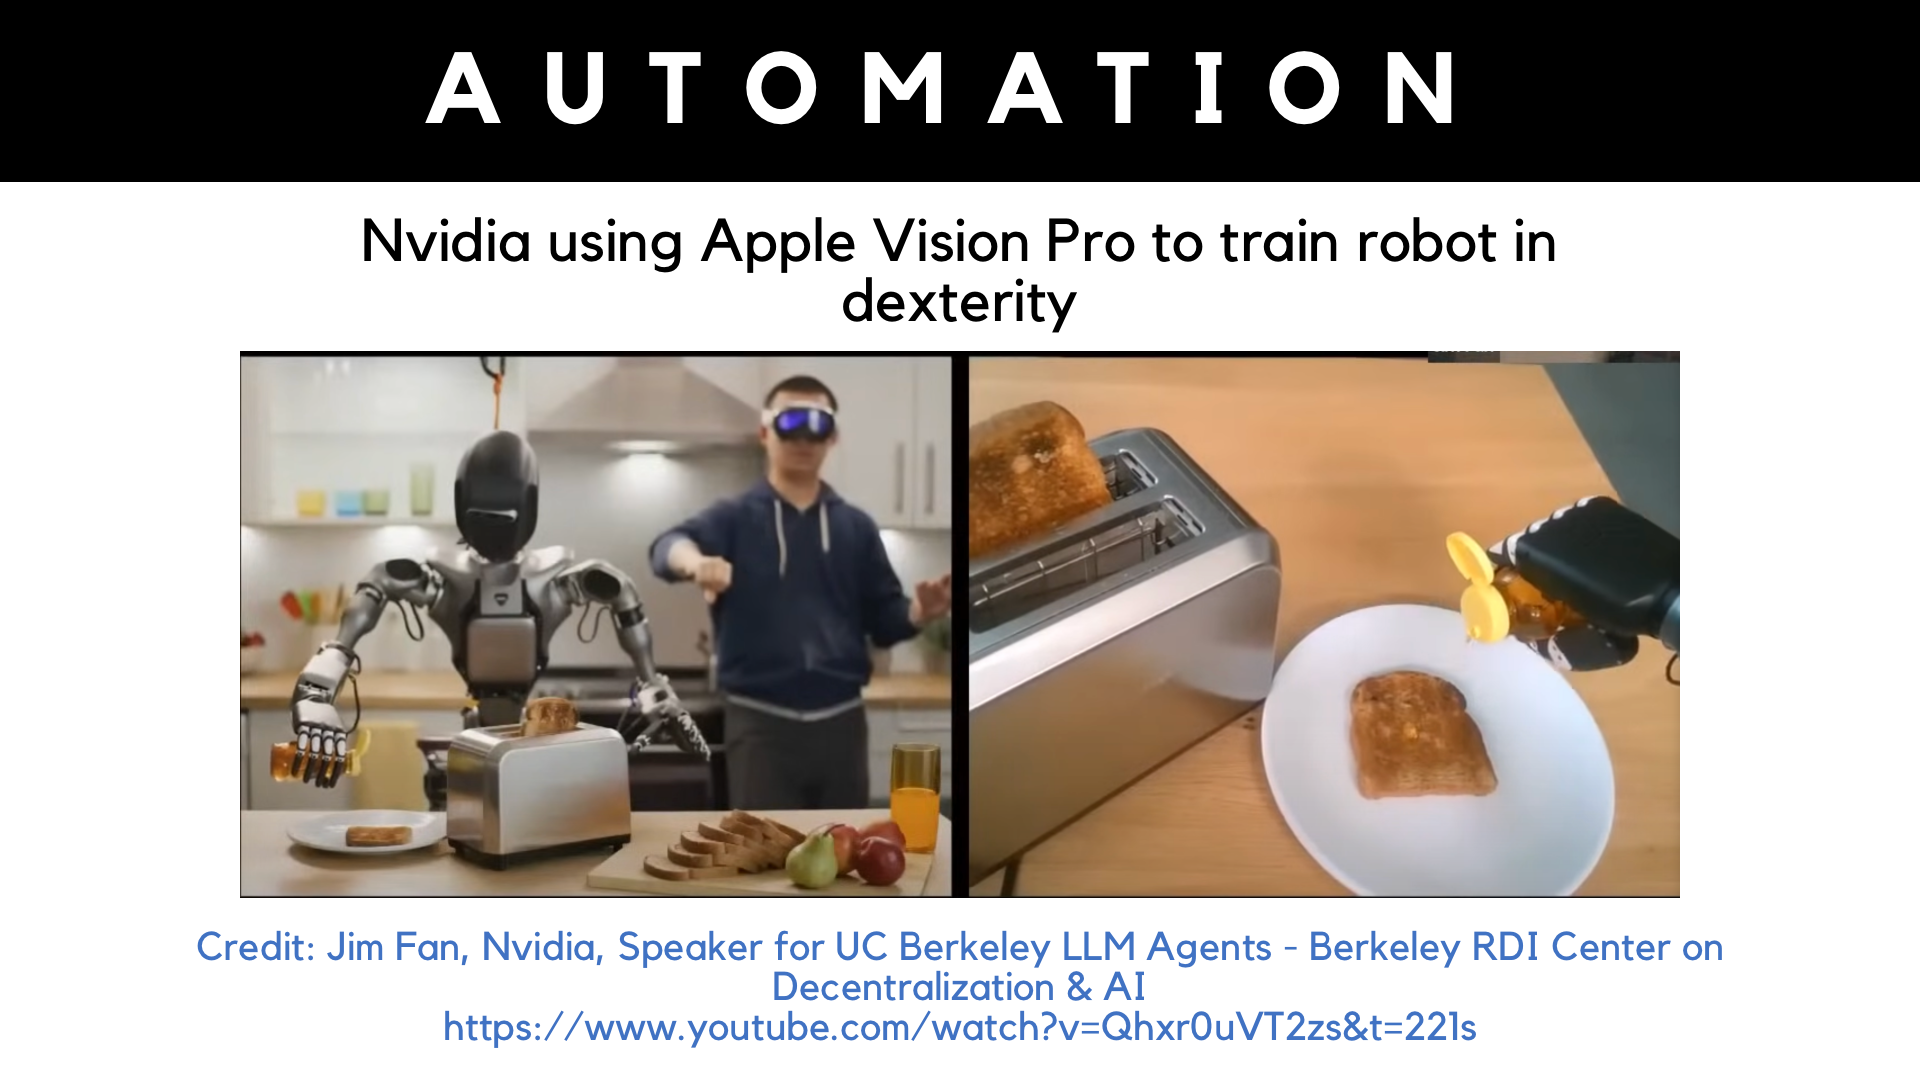 AUTOMATION
Nvidia using Apple Vision Pro to train robot in
dexterity
Credit: Jim Fan, Nvidia, Speaker for UC Berkeley LLM Agents - Berkeley RDI Center on
Decentralization & AI
https://www.youtube.com/watch?v=Qhxr0uVT2zs&t=221s